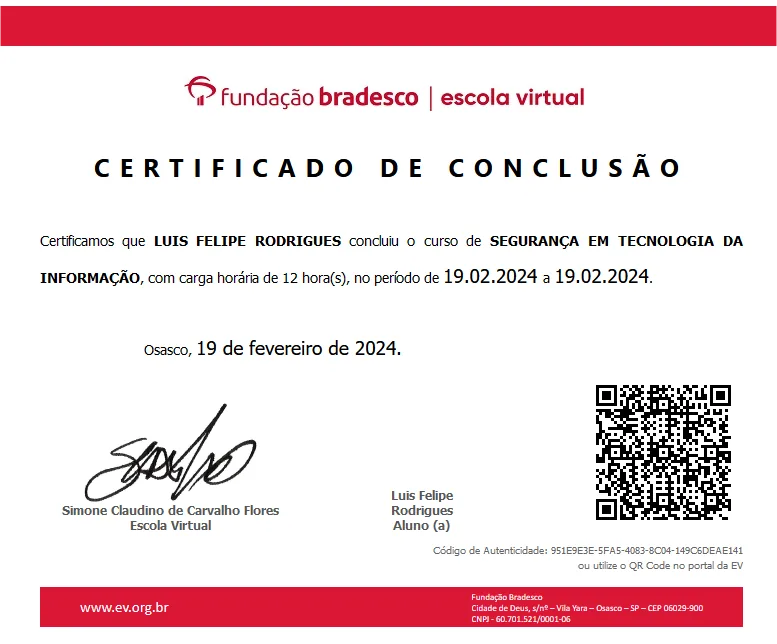 fundação bradesco | escola virtual
CERTIFICADO DE CONCLUSÃO
Certificamos que LUIS FELIPE RODRIGUES concluiu o curso de SEGURANÇA EM TECNOLOGIA DA
INFORMAÇÃO, com carga horária de 12 hora(s), no período de 19.02.2024 a 19.02.2024.
Osasco, 19 de fevereiro de 2024.
Simone Claudino de Carvalho Flores
Escola Virtual
Luis Felipe
Rodrigues
Aluno (a)
Código de Autenticidade: 951E9E3E-5FA5-4083-8C04-149C6DEAE141
ou utilize o QR Code no portal da EV
www.ev.org.br
Fundação Bradesco
Cidade de Deus, s/nº – Vila Yara – Osasco – SP – CEP 06029-900
CNPJ - 60.701.521/0001-06